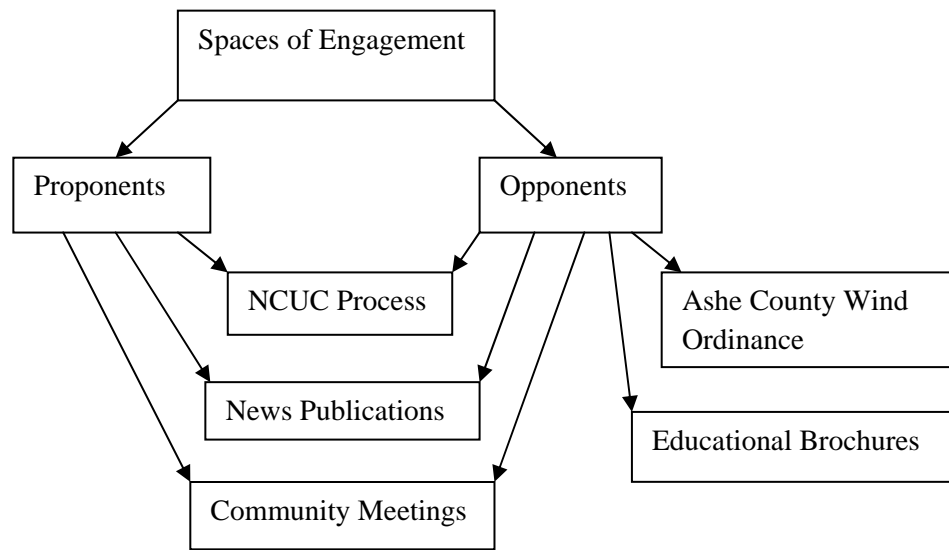 Spaces of Engagement
Proponents
Opponents
NCUC Process
Ashe County Wind
Ordinance
News Publications
Educational Brochures
Community Meetings